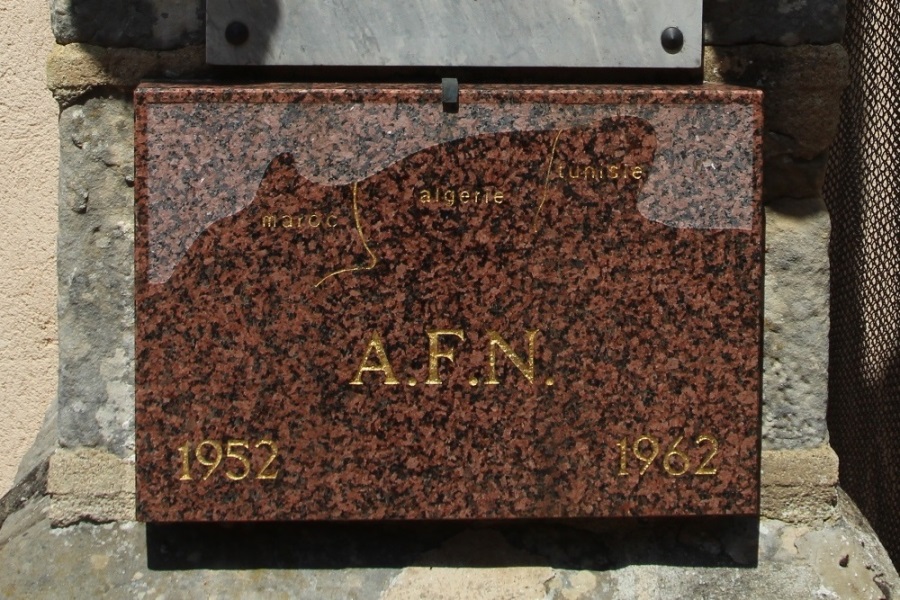 tunisie
algerie
maroc
A.F.N.
1952 1962